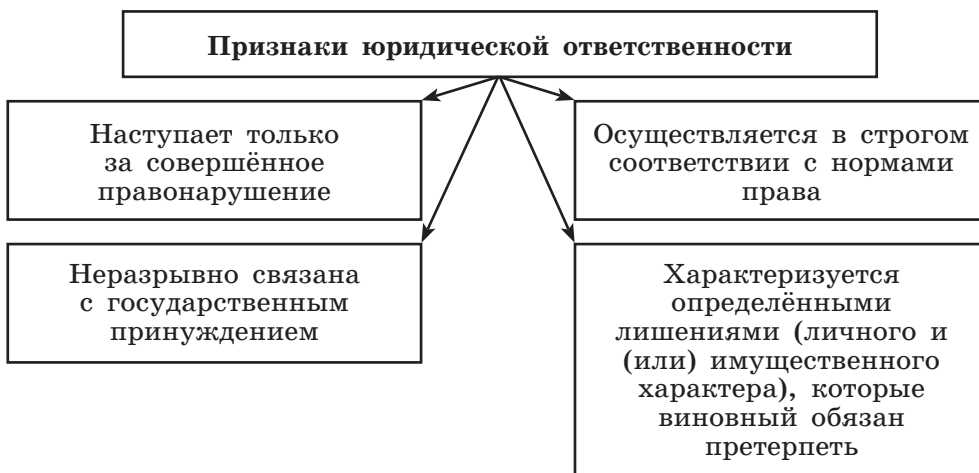 Признаки юридической ответственности
Наступает только
за совершённое
правонарушение
Осуществляется в строгом
соответствии с нормами
права
Неразрывно связана
с государственным
принуждением
Характеризуется
определёнными
лишениями (личного и
(или) имущественного
характера), которые
виновный обязан
претерпеть